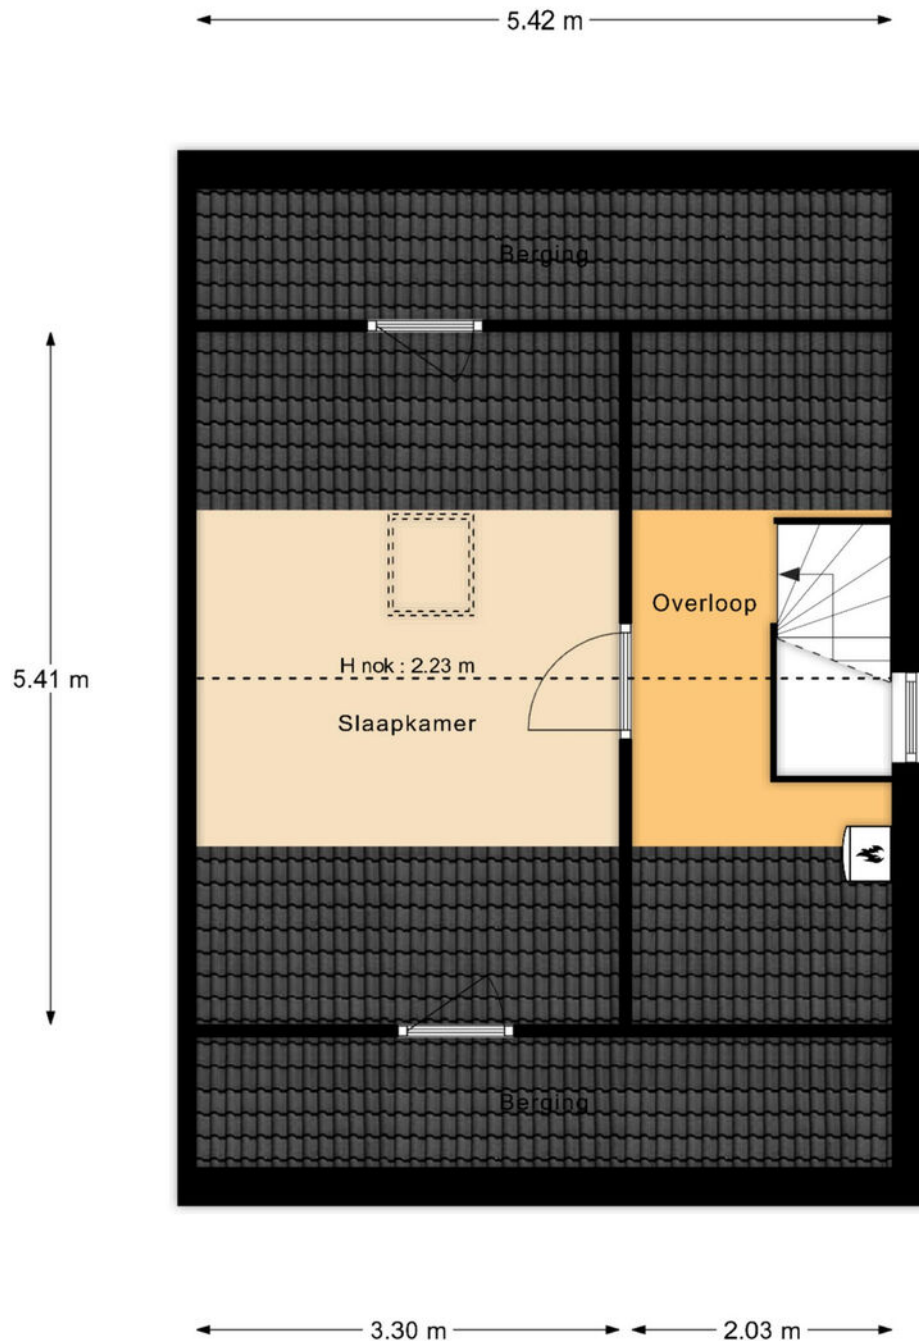 5.42 m
Berging
Overloop
H nok : 2.23 m
5.41 m
Slaapkamer
Berging
3.30 m
2.03 m